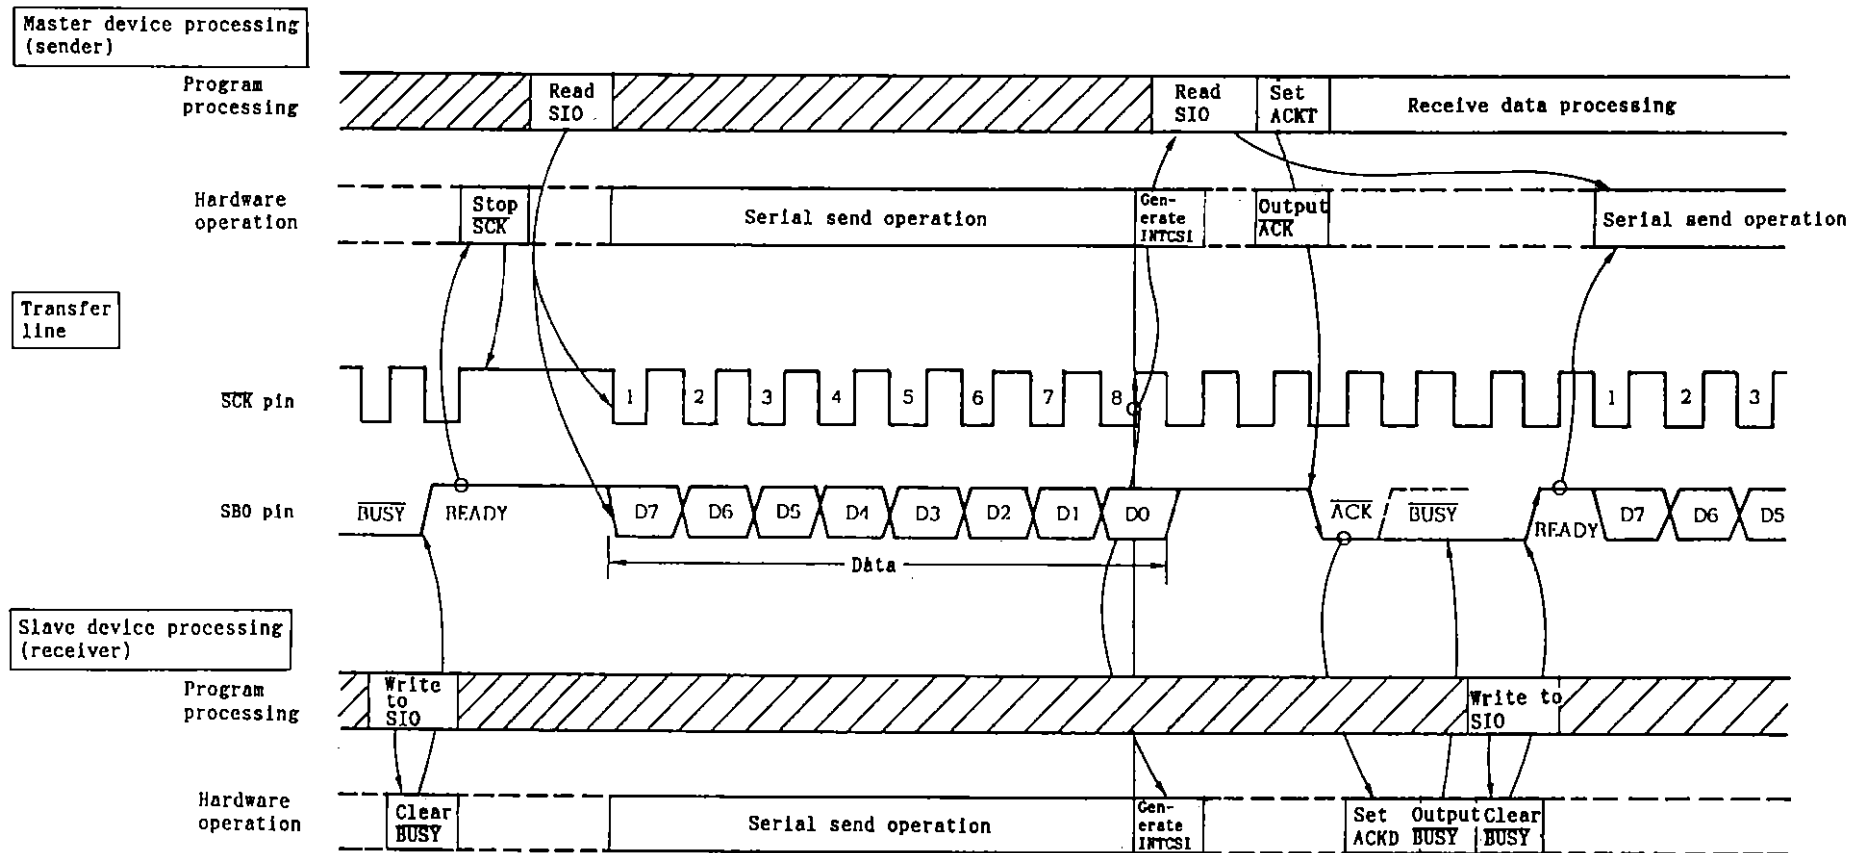 Master device processing
(sender)
Program
processing
Read
SIO
Read
SIO
Set
ACKT
Receive data processing
Hardware
operation
Stop
SCK
Serial send operation
Gen-
erate
INTCSI
Output
ACK
Serial send operation
Transfer
line
SCK pin
1 2 3 4 5 6 7 8 1 2 3
SB0 pin
BUSY READY D7 D6 D5 D4 D3 D2 D1 D0 ACK BUSY READY D7 D6 D5
Data
Slave device processing
(receiver)
Program
processing
Write
to
SIO
Write to
SIO
Hardware
operation
Clear
BUSY
Serial send operation
Gen-
erate
INTCSI
Set
ACKD
Output
BUSY
Clear
BUSY